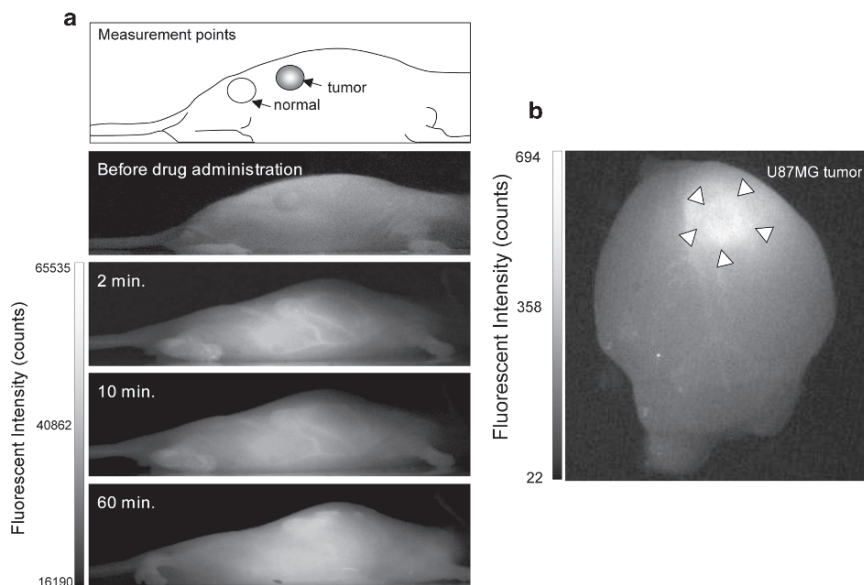 a
Measurement points
tumor
normal
Before drug administration
2 min.
10 min.
60 min.
Fluorescent Intensity (counts)
65535
40862
16190
b
U87MG tumor
Fluorescent Intensity (counts)
694
358
22